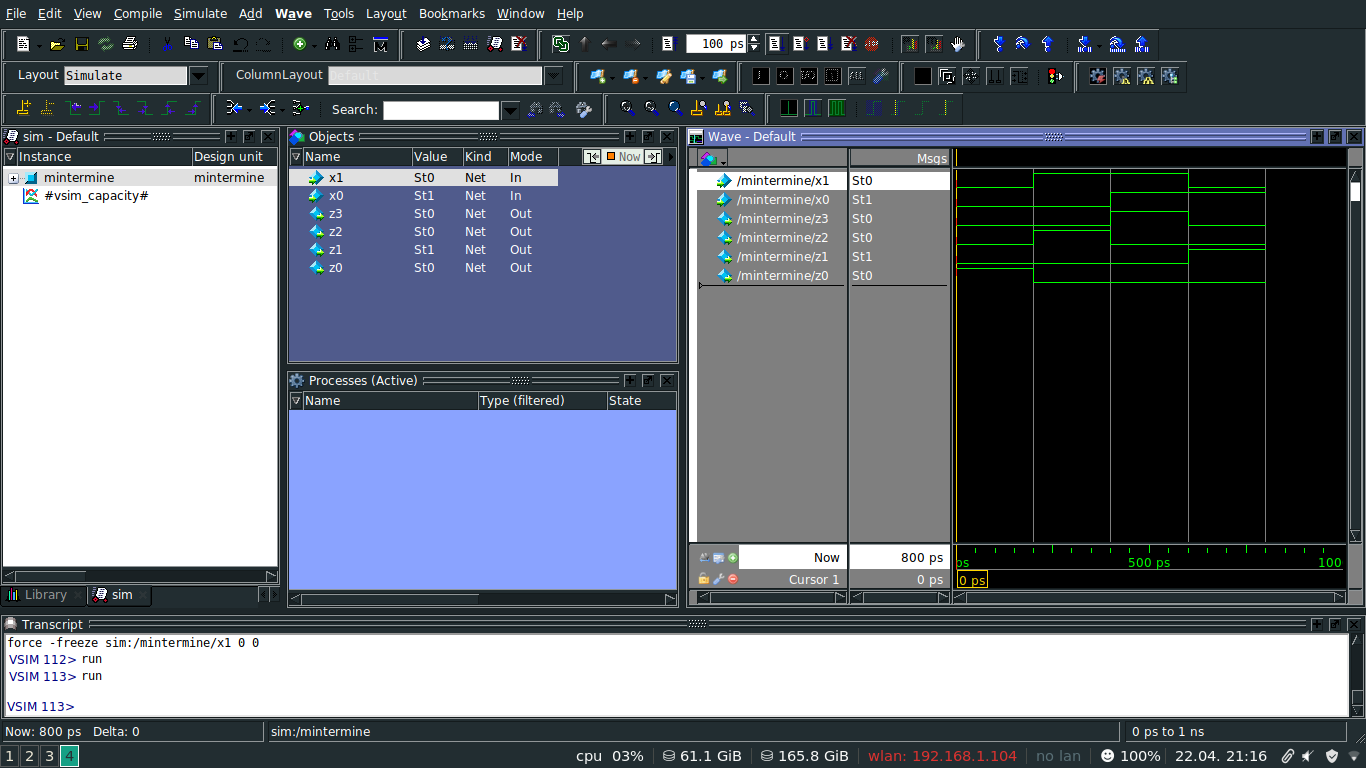 File Edit View Compile Simulate Add Wave Tools Layout Bookmarks Window Help
100 ps
Layout Simulate ColumnLayout Default
Search:
sim - Default
Instance Design unit
mintermine mintermine
#vsim_capacity#
Library sim
Objects
Name Value Kind Mode Now
x1 St0 Net In
x0 St1 Net In
z3 St0 Net Out
z2 St0 Net Out
z1 St1 Net Out
z0 St0 Net Out
Processes (Active)
Name Type (filtered) State
Wave - Default
Msgs
/mintermine/x1 St0
/mintermine/x0 St1
/mintermine/z3 St0
/mintermine/z2 St0
/mintermine/z1 St1
/mintermine/z0 St0
Now 800 ps ps 500 ps 100
Cursor 1 0 ps 0 ps
Transcript
force -freeze sim:/mintermine/x1 0 0
VSIM 112> run
VSIM 113> run
VSIM 113>
Now: 800 ps Delta: 0 sim:/mintermine 0 ps to 1 ns
1 2 3 4 cpu 03% 61.1 GiB 165.8 GiB wlan: 192.168.1.104 no lan 100% 22.04. 21:16